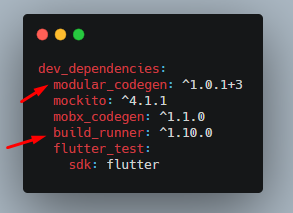 dev_dependencies:
  modular_codegen: ^1.0.1+3
  mockito: ^4.1.1
  mobx_codegen: ^1.1.0
  build_runner: ^1.10.0
  flutter_test:
    sdk: flutter